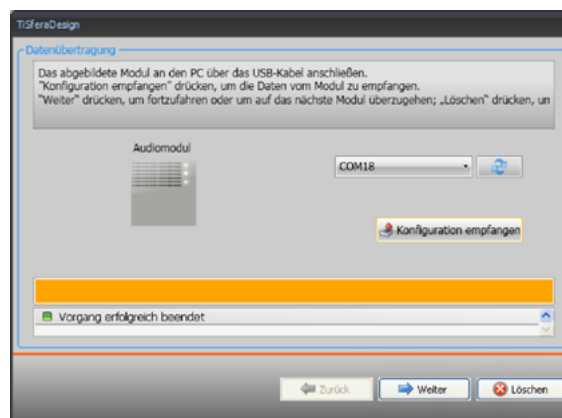 TiSferaDesign
Datenübertragung
Das abgebildete Modul an den PC über das USB-Kabel anschließen.
"Konfiguration empfangen" drücken, um die Daten vom Modul zu empfangen.
"Weiter" drücken, um fortzufahren oder um auf das nächste Modul überzugehen; „Löschen" drücken, un
Audiomodul
COM18
Konfiguration empfangen
Vorgang erfolgreich beendet
Zurück
Weiter
Löschen